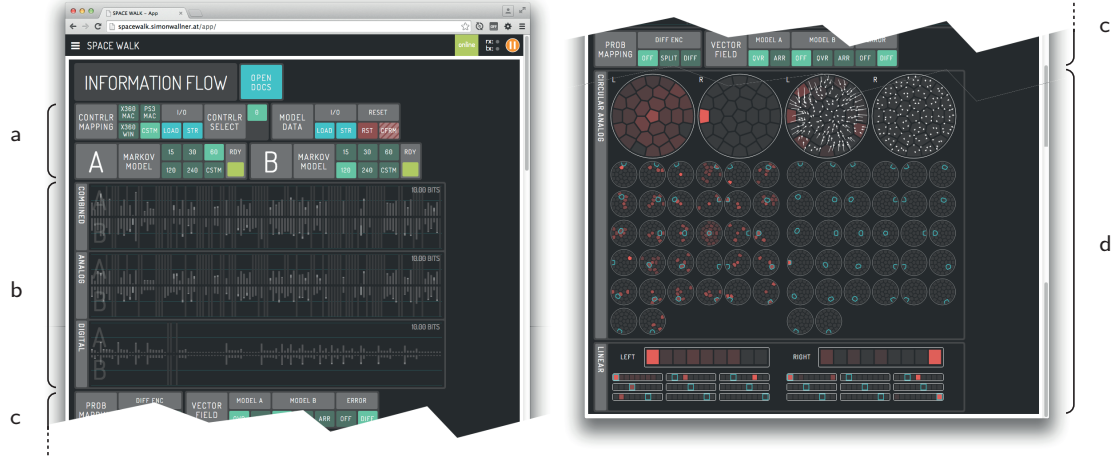 SPACE WALK – App
spacewalk.simonwallner.at/app/
SPACE WALK
online
nc:
bc:
INFORMATION FLOW
OPEN DOCS
a
CONTRLR MAPPING
X360 MAC
PS3 MAC
X360 WIN
CSTM
I/O
LOAD
STR
CONTRLR SELECT
0
MODEL DATA
I/O
LOAD
STR
RESET
RST
CFRM
A
MARKOV MODEL
15 30 60 RDY
120 240 CSTM
B
MARKOV MODEL
15 30 60 RDY
120 240 CSTM
b
COMBINED
A
B
10.00 BITS
ANALOG
A
B
10.00 BITS
DIGITAL
A
B
10.00 BITS
c
PROB MAPPING
DIFF ENC
VECTOR FIELD
MODEL A
MODEL B
ERROR
OVR
ARR
OFF
DIFF
c
PROB MAPPING
DIFF ENC
OFF SPLIT DIFF
VECTOR FIELD
MODEL A
OVR ARR
MODEL B
OFF OVR ARR
OFF DIFF
d
CIRCULAR ANALOG
L
R
L
R
LINEAR
LEFT
RIGHT